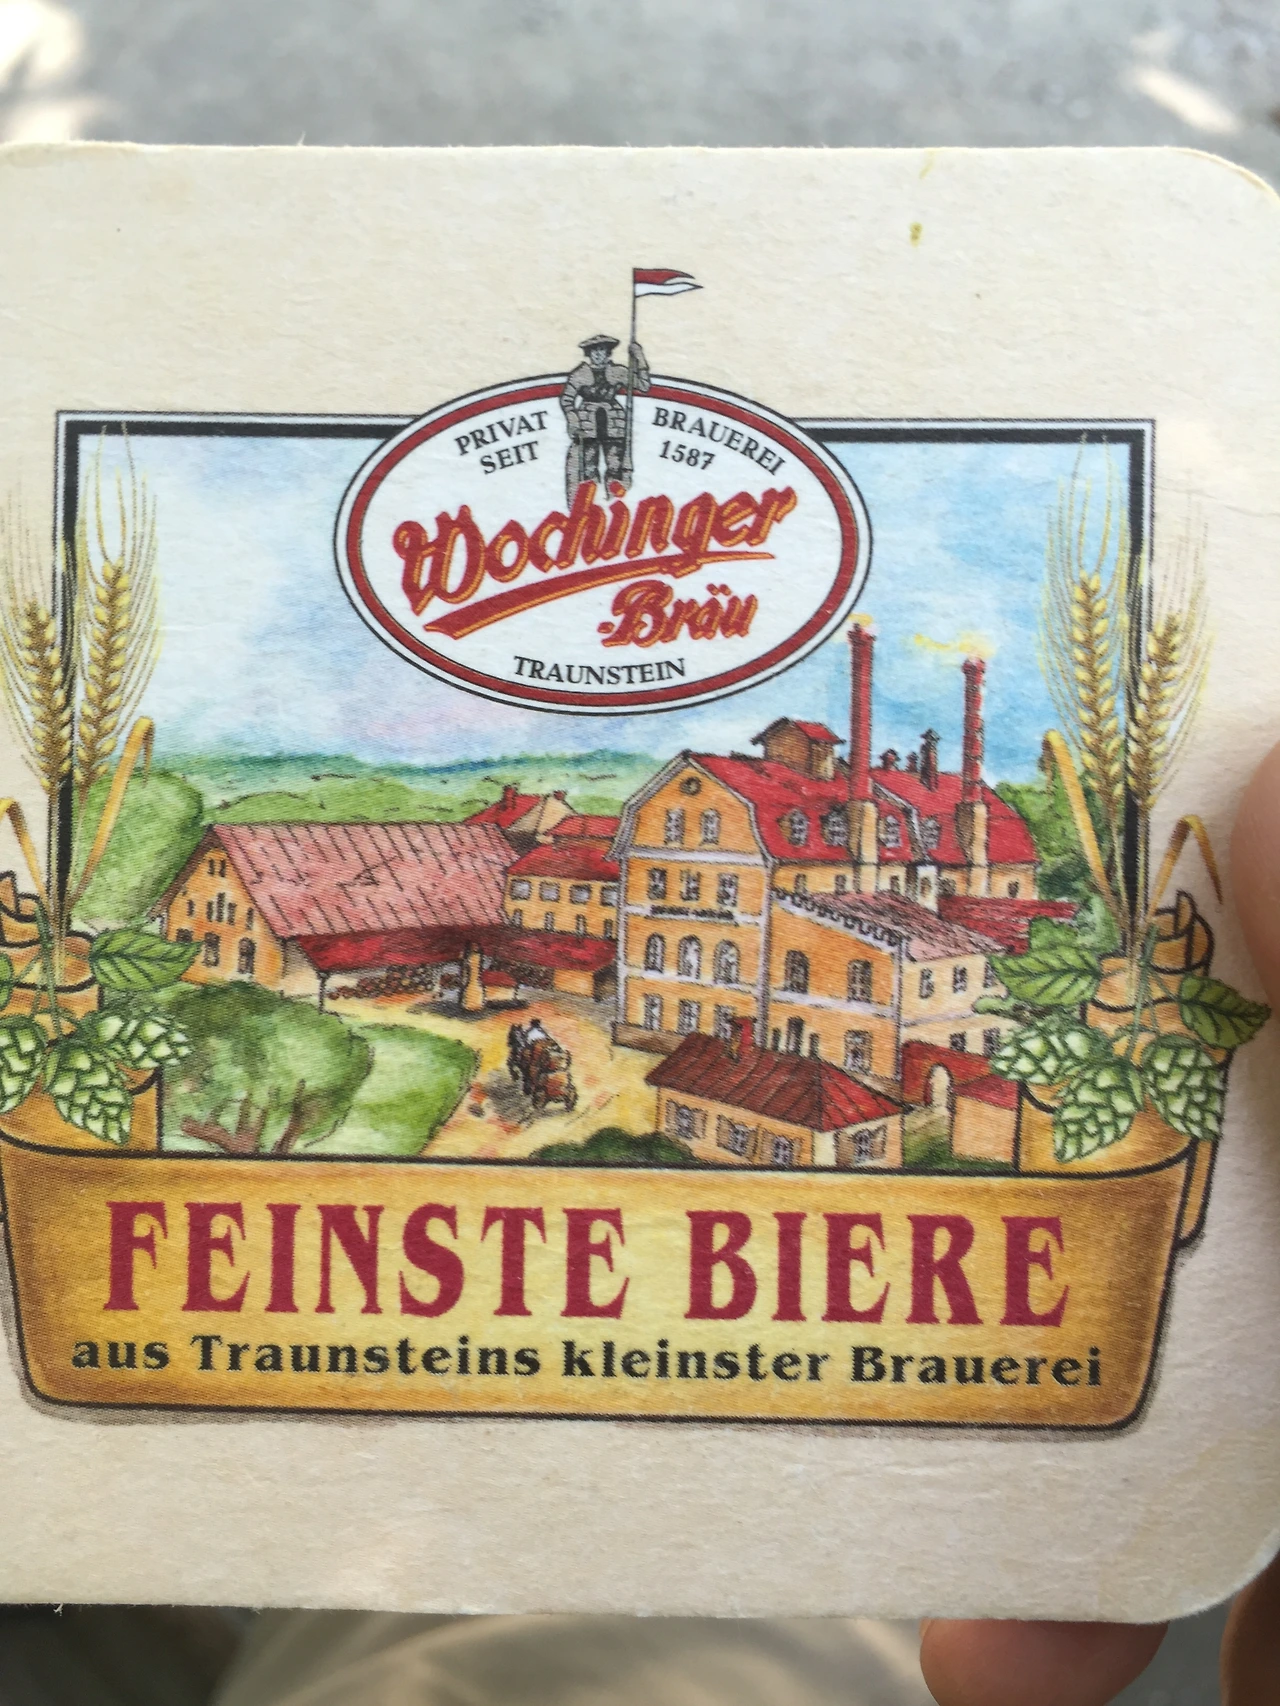 PRIVAT BRAUEREI
SEIT 1587
Wochinger
-Bräu
TRAUNSTEIN
FEINSTE BIERE
aus Traunsteins kleinster Brauerei